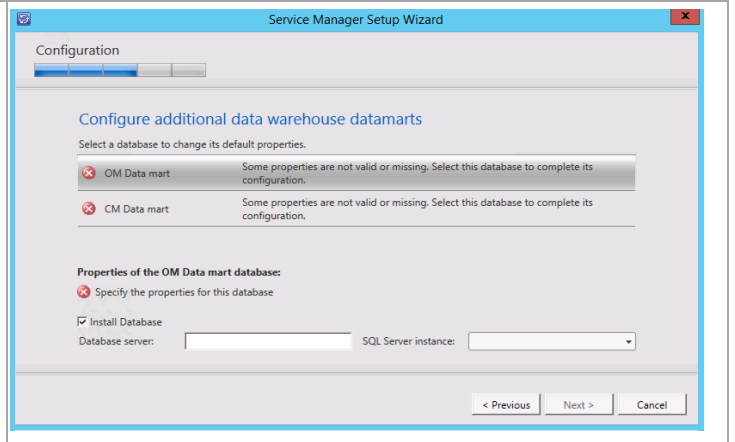 Service Manager Setup Wizard
x
Configuration
Configure additional data warehouse datamarts
Select a database to change its default properties.
OM Data mart
Some properties are not valid or missing. Select this database to complete its
configuration.
CM Data mart
Some properties are not valid or missing. Select this database to complete its
configuration.
Properties of the OM Data mart database:
Specify the properties for this database
Install Database
Database server: SQL Server instance:
< Previous Next > Cancel